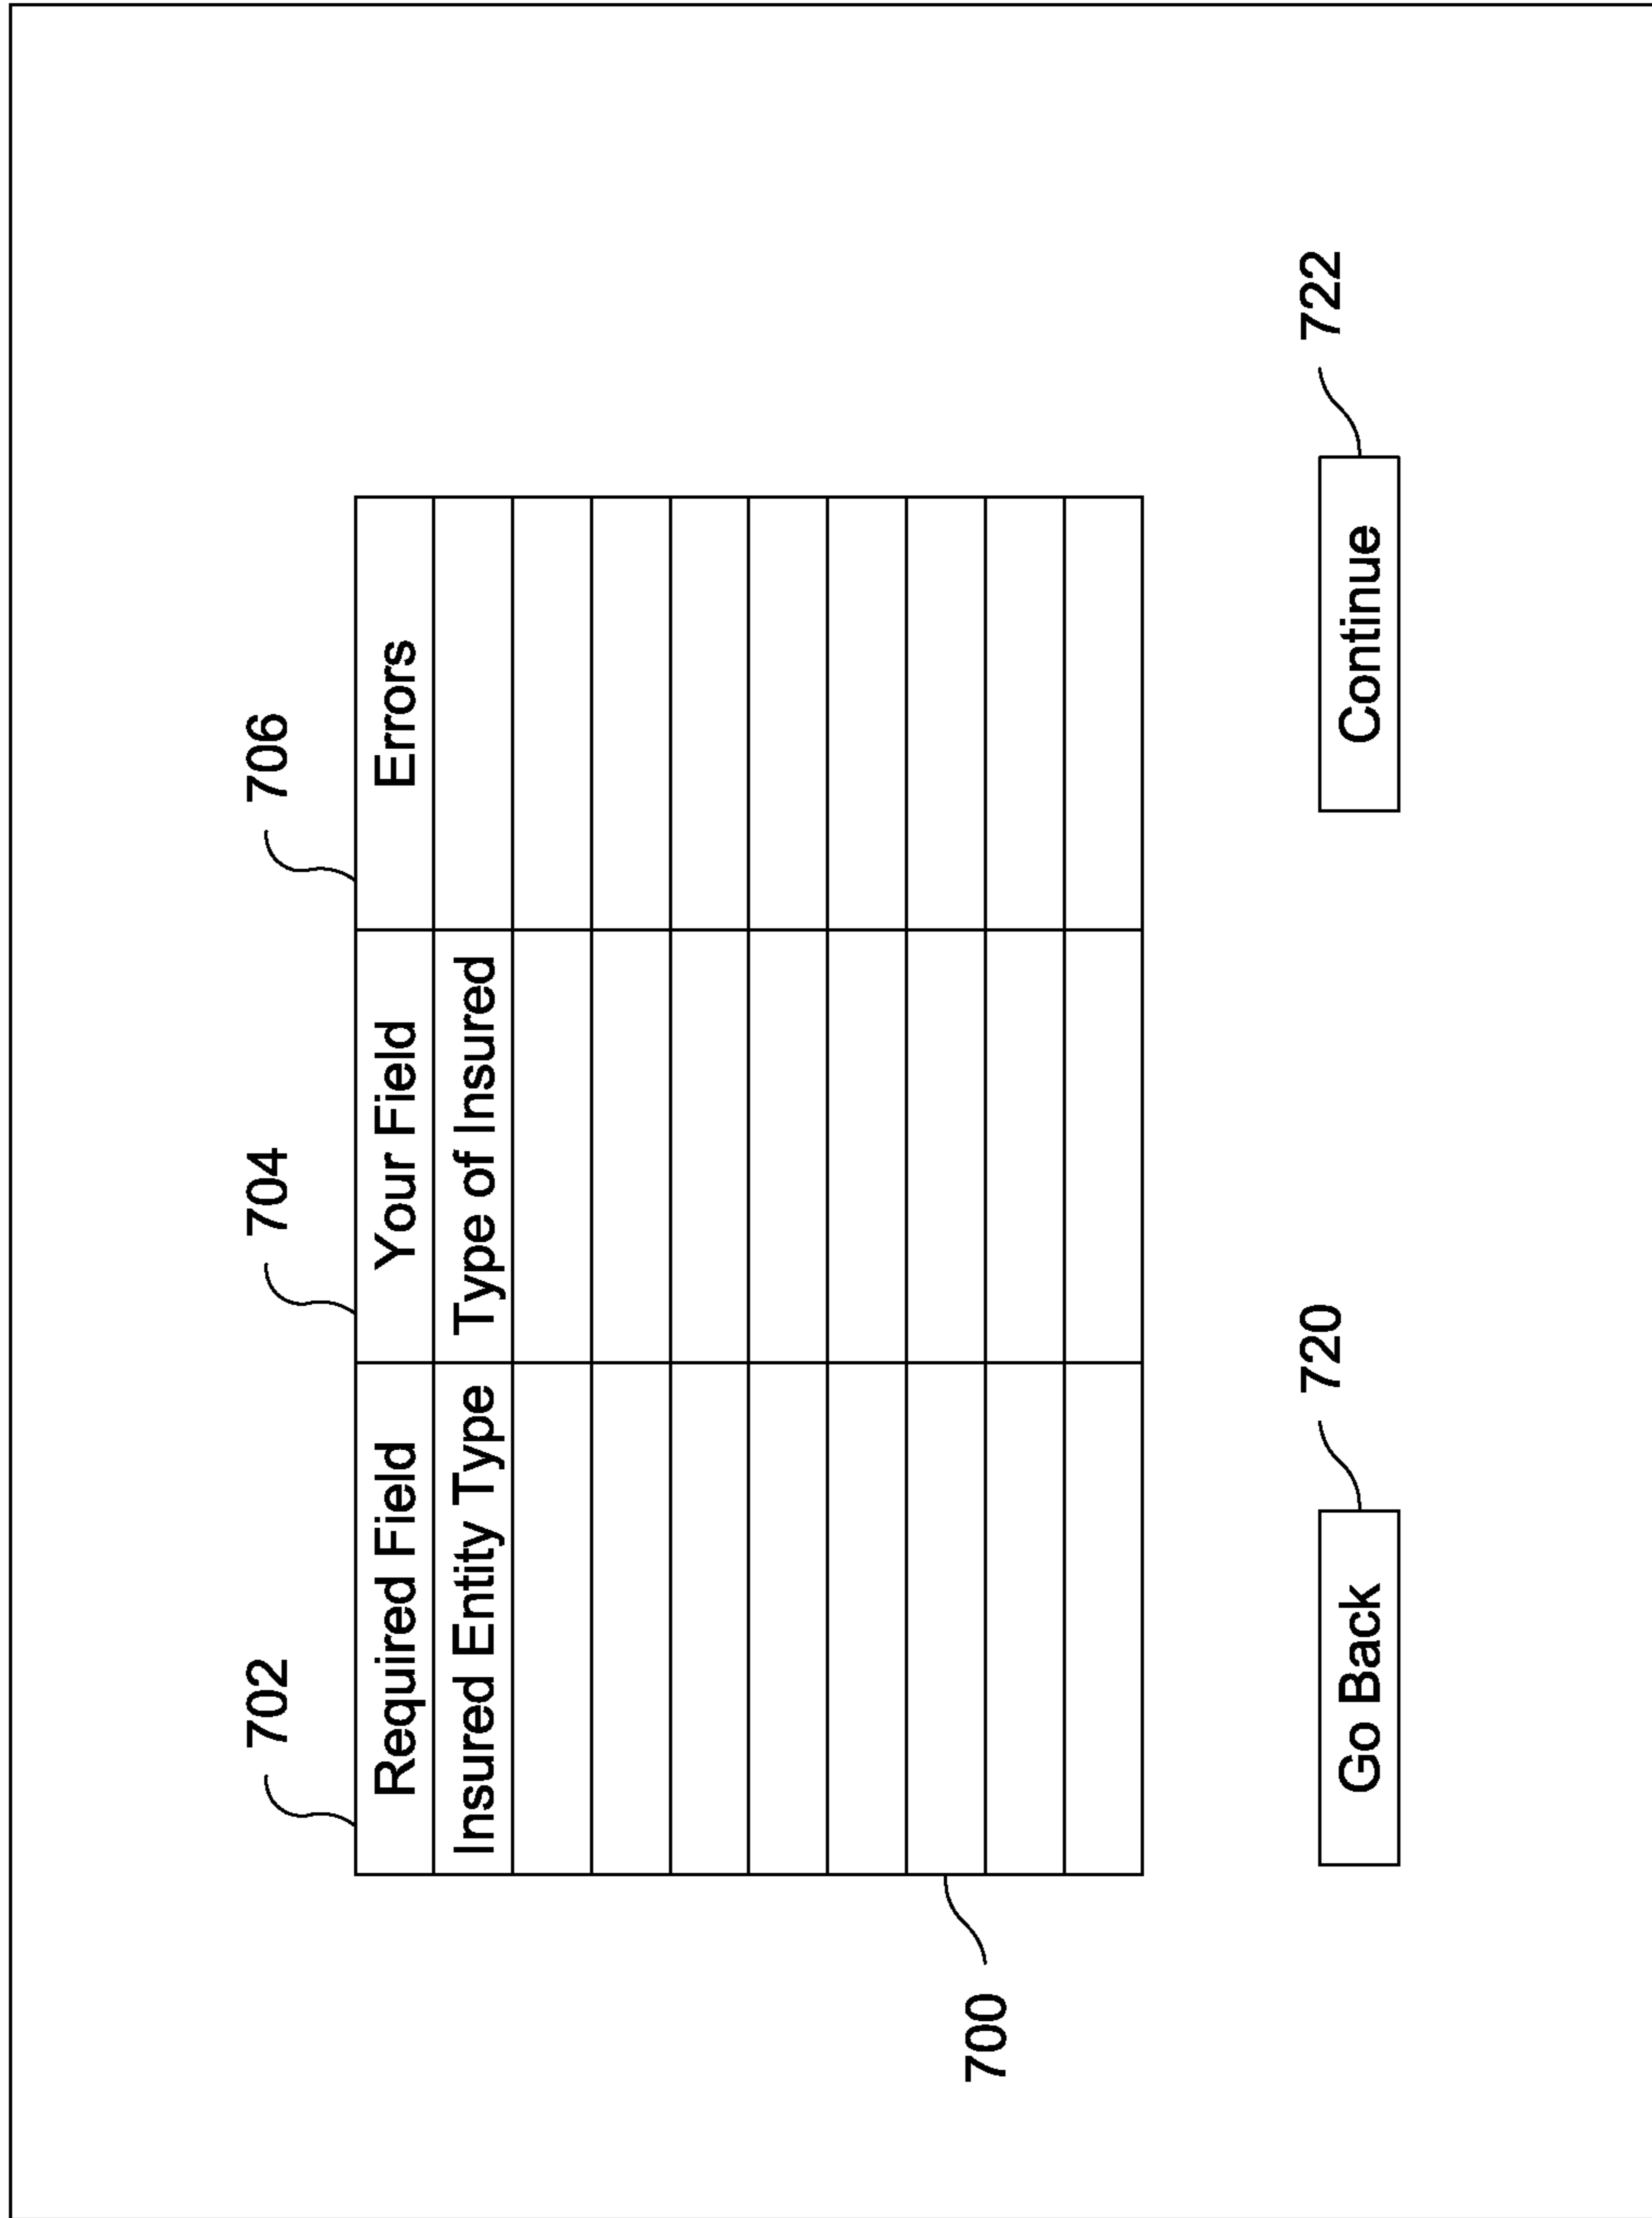 702
704
706
Required Field
Your Field
Errors
Insured Entity Type
Type of Insured
700
720
722
Go Back
Continue